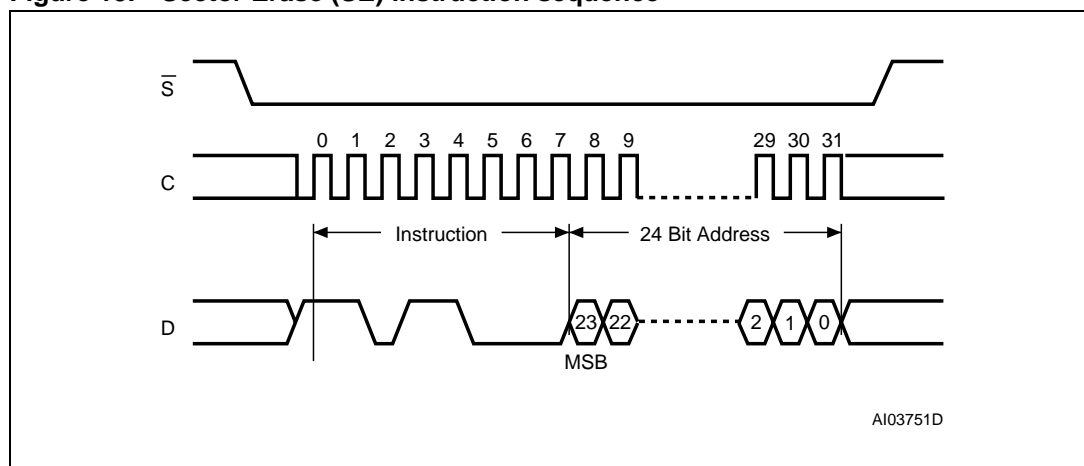 Figure 16. Sector Erase (SE) instruction sequence
S
0 1 2 3 4 5 6 7 8 9 29 30 31
C
Instruction 24 Bit Address
D 23 22 2 1 0
MSB
AI03751D